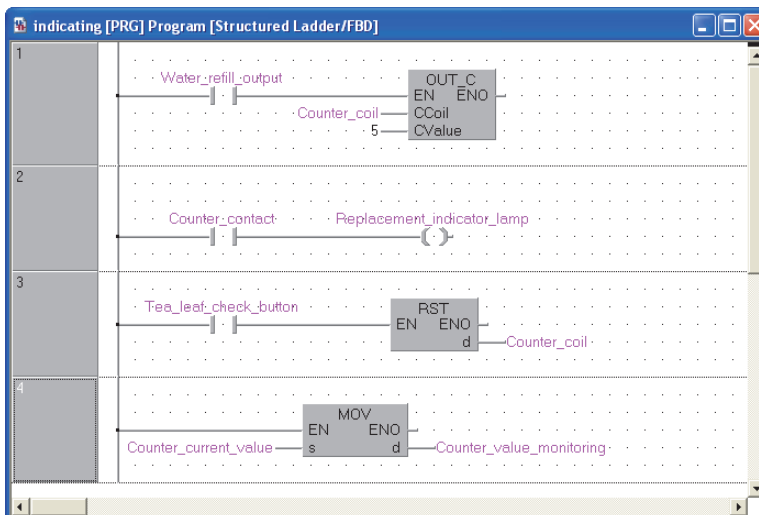 indicating [PRG] Program [Structured Ladder/FBD]
1
Water_refill_output
OUT_C
EN ENO
Counter_coil CCoil
5 CValue
2
Counter_contact Replacement_indicator_lamp
3
Tea_leaf_check_button
RST
EN ENO
d Counter_coil
4
MOV
EN ENO
Counter_current_value s d Counter_value_monitoring